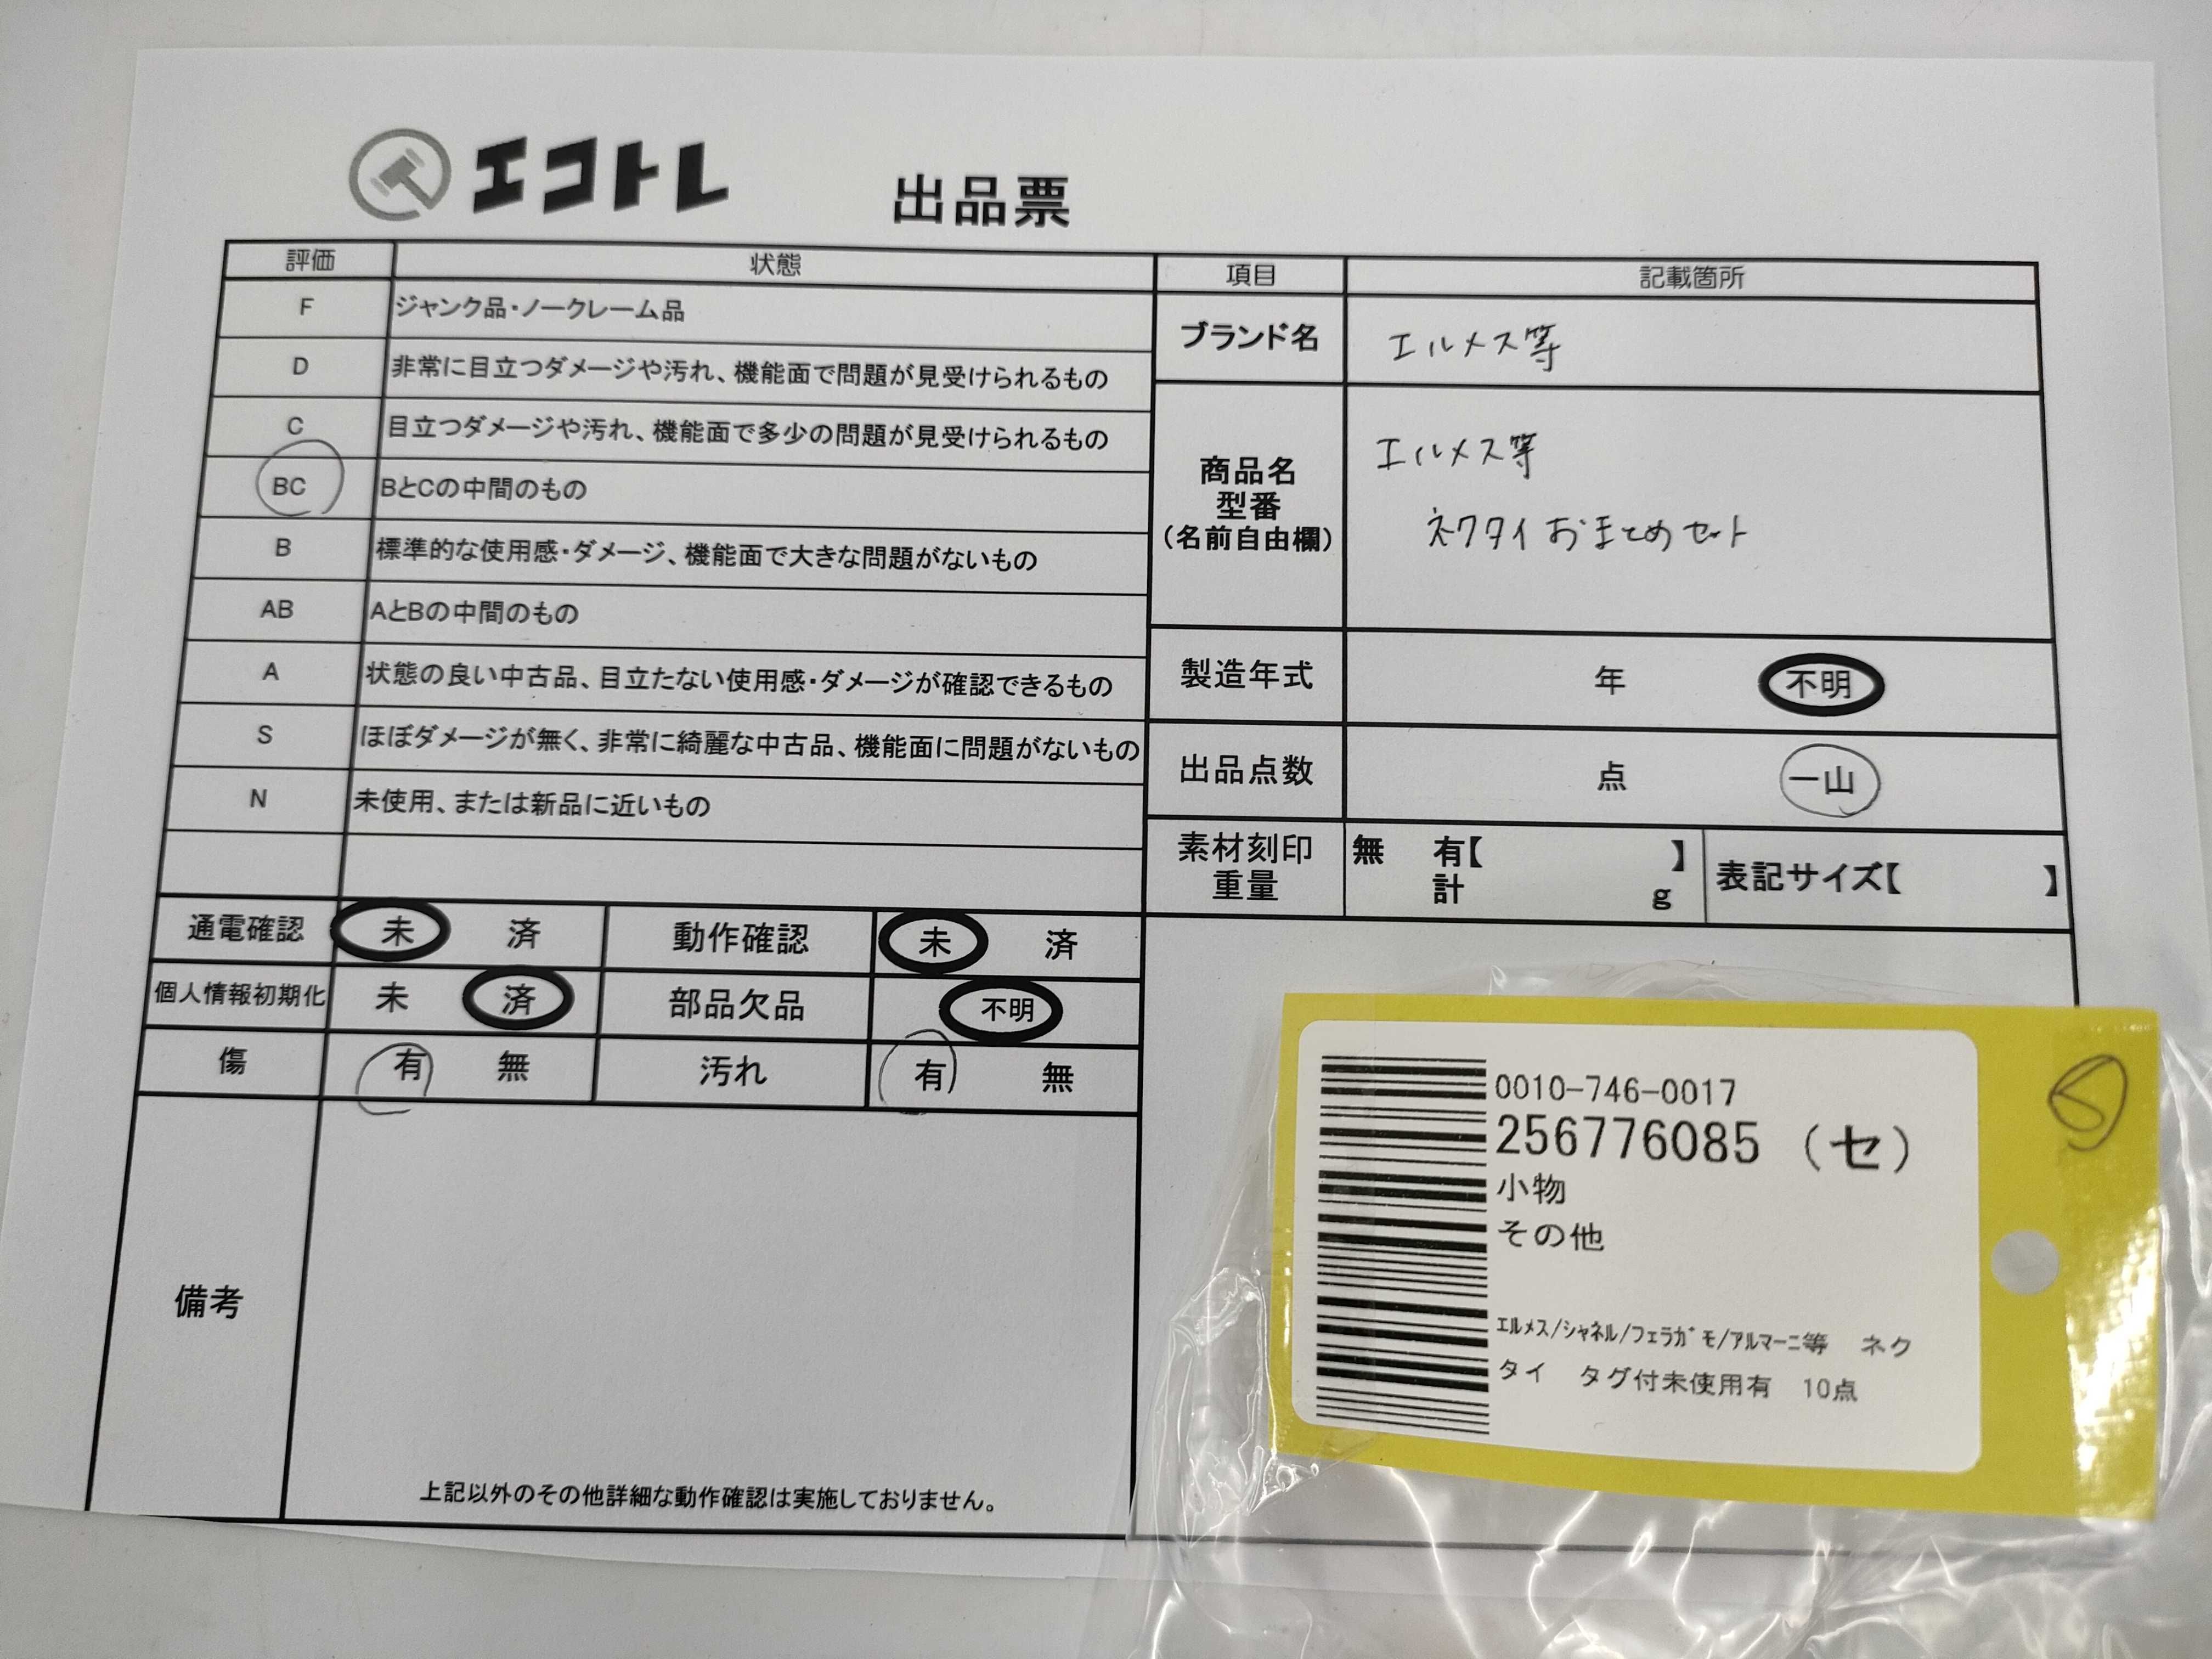 エコトレ 出品票
評価 状態
F ジャンク品・ノークレーム品
D 非常に目立つダメージや汚れ、機能面で問題が見受けられるもの
C 目立つダメージや汚れ、機能面で多少の問題が見受けられるもの
BC BとCの中間のもの
B 標準的な使用感・ダメージ、機能面で大きな問題がないもの
AB AとBの中間のもの
A 状態の良い中古品、目立たない使用感・ダメージが確認できるもの
S ほぼダメージが無く、非常に綺麗な中古品、機能面に問題がないもの
N 未使用、または新品に近いもの
通電確認 未 済 動作確認 未 済
個人情報初期化 未 済 部品欠品 不明
傷 有 無 汚れ 有 無
備考
上記以外のその他詳細な動作確認は実施しておりません。
項目 記載箇所
ブランド名 エルメス等
商品名
型番
(名前自由欄)
エルメス等
ネクタイおまとめセット
製造年式 年 不明
出品点数 点 一山
素材刻印 無 有【 】
重量 計 g
表記サイズ【 】
0010-746-0017
256776085 (セ)
小物
その他
ｴﾙﾒｽ/ｼｬﾈﾙ/ﾌｪﾗｶﾞﾓ/ｱﾙﾏｰﾆ等 ネク
タイ タグ付未使用有 10点